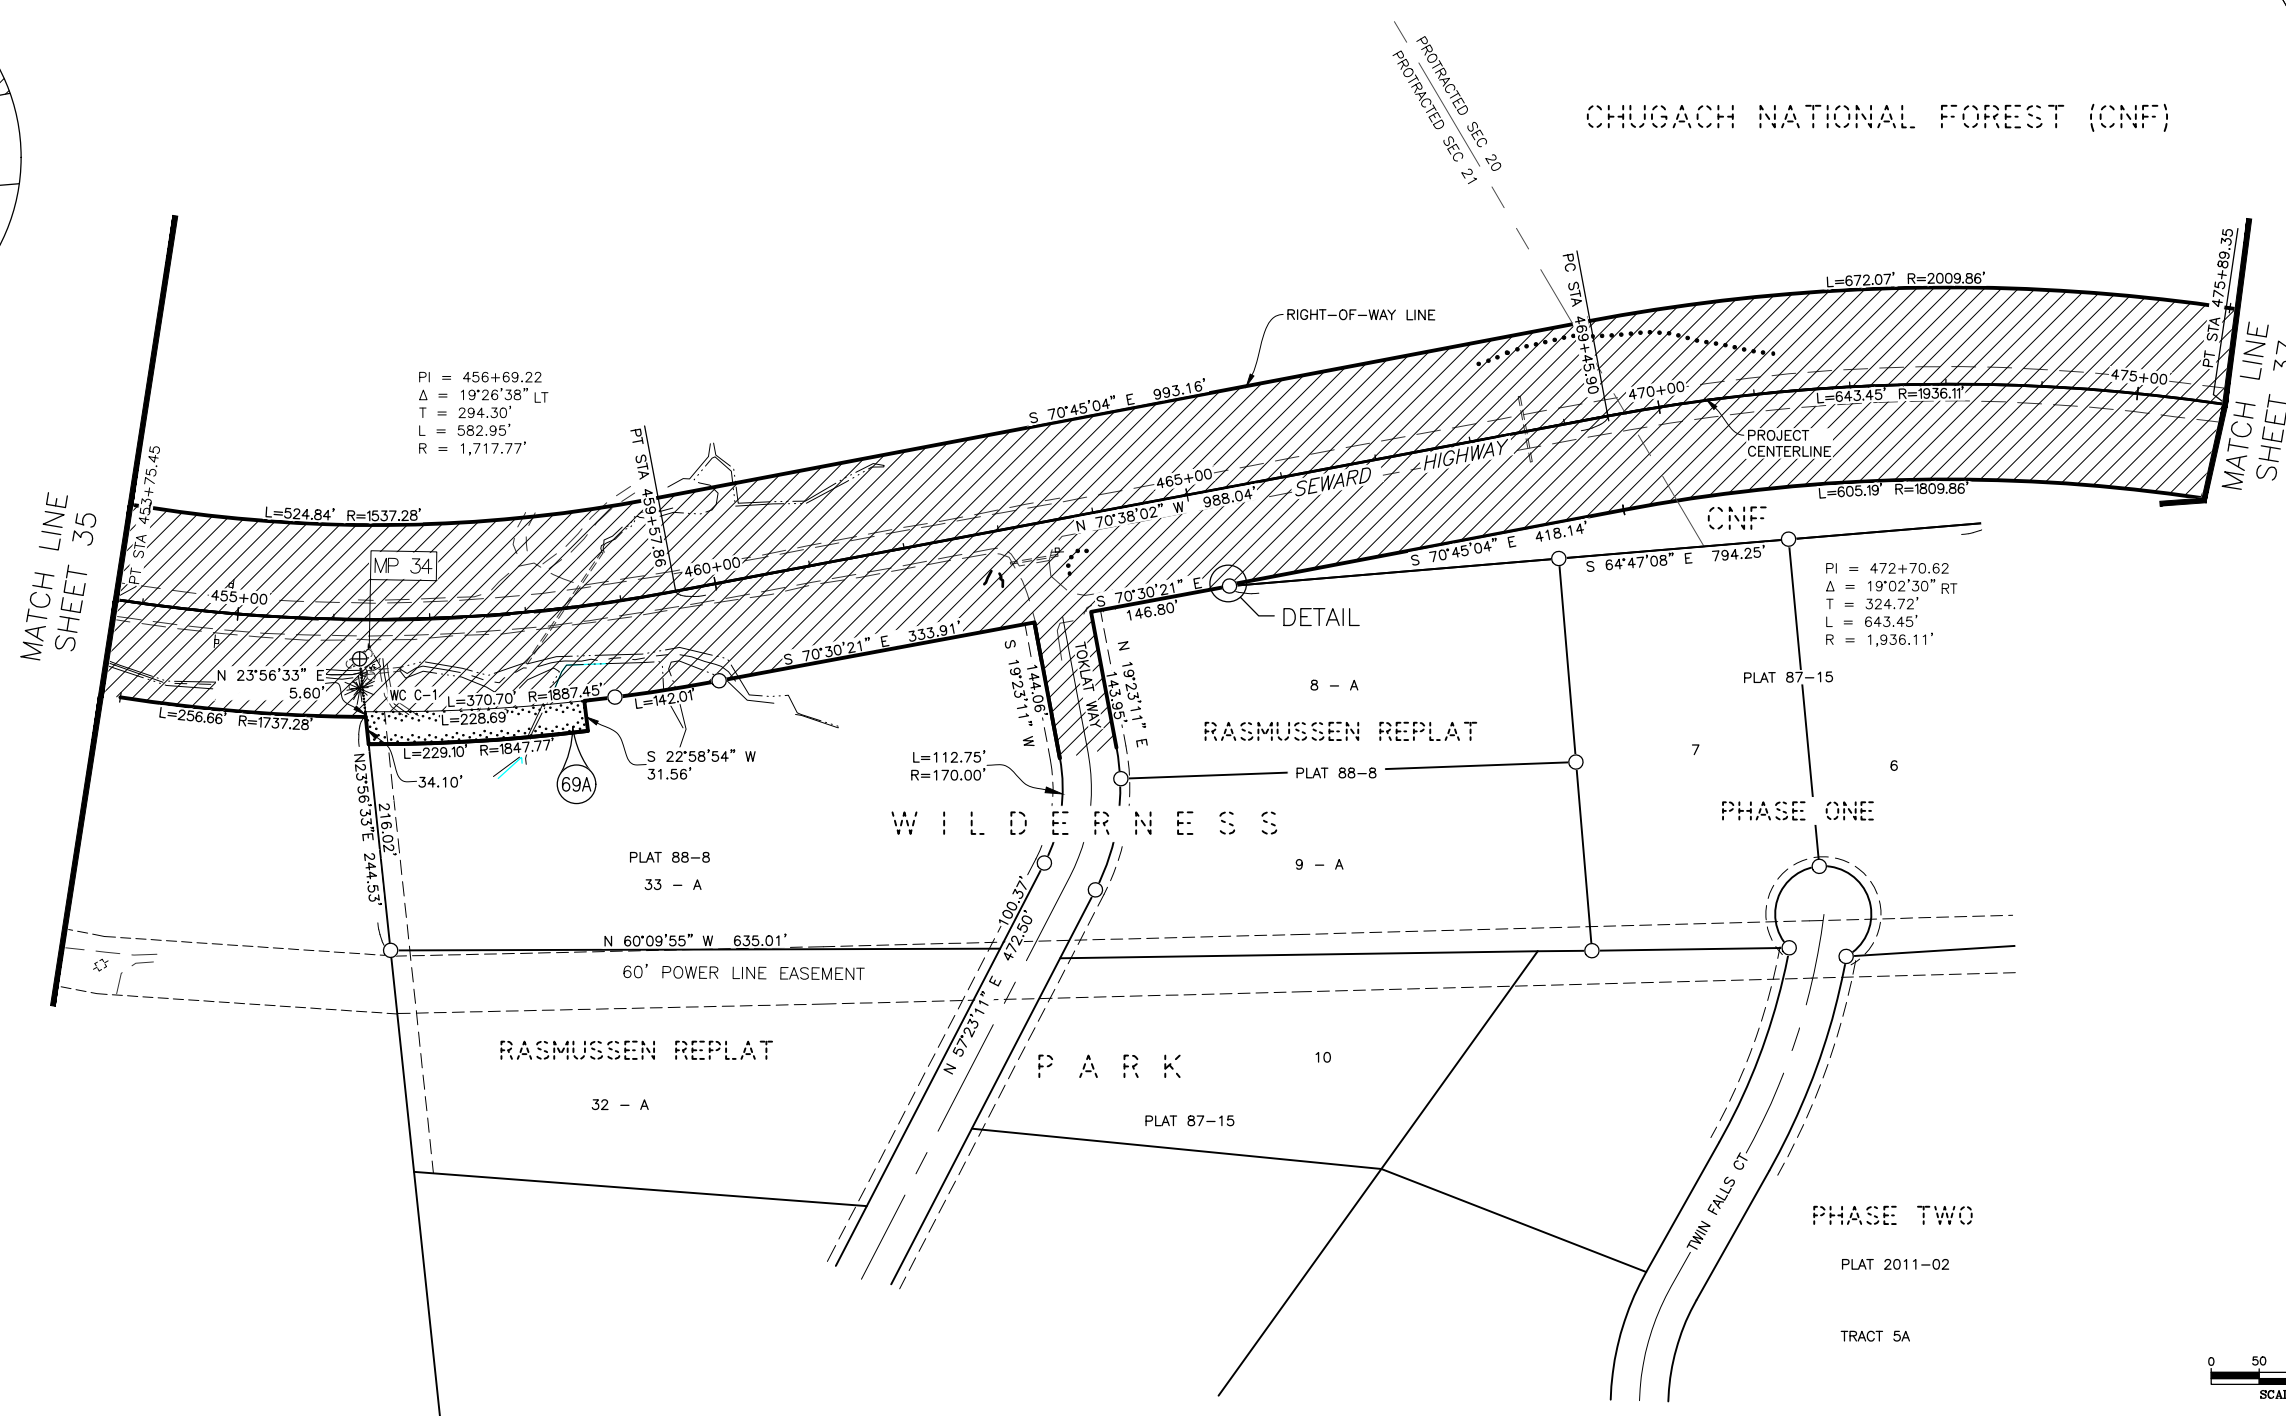 CHUGACH NATIONAL FOREST (CNF)
PROTRACTED SEC 20
PROTRACTED SEC 21
PC STA 469+45.90
PT STA 475+89.35
MATCH LINE
L=672.07' R=2009.86'
RIGHT-OF-WAY LINE
PI = 456+69.22
Δ = 19°26'38" LT
T = 294.30'
L = 582.95'
R = 1,717.77'
S 70°45'04" E 993.16'
470+00
475+00
L=643.45' R=1936.11'
PROJECT
CENTERLINE
PT STA 453+75.45
MATCH LINE
SHEET 35
L=524.84' R=1537.28'
PT STA 459+57.86
465+00
SEWARD HIGHWAY
N 70°38'02" W 988.04'
L=605.19' R=1809.86'
CNF
MP 34
460+00
455+00
S 70°45'04" E 418.14'
S 64°47'08" E 794.25'
S 70°30'21" E
146.80'
DETAIL
PI = 472+70.62
Δ = 19°02'30" RT
T = 324.72'
L = 643.45'
R = 1,936.11'
S 70°30'21" E 333.91'
N 23°56'33" E
5.60'
WC C-1
L=370.70' R=1887.45'
L=142.01'
L=228.69'
L=256.66' R=1737.28'
L=229.10' R=1847.77'
S 22°58'54" W
31.56'
34.10'
69A
S 19°23'11" W
144.06'
TOKLAT WAY
N 19°23'11" E
143.95'
8 - A
RASMUSSEN REPLAT
PLAT 88-8
PLAT 87-15
7
6
PHASE ONE
L=112.75'
R=170.00'
WILDERNESS
N23°56'33"E 244.53'
216.02'
PLAT 88-8
33 - A
9 - A
N 60°09'55" W 635.01'
60' POWER LINE EASEMENT
100.37'
N 57°23'11" E 472.50'
RASMUSSEN REPLAT
32 - A
PARK
10
PLAT 87-15
TWIN FALLS CT
PHASE TWO
PLAT 2011-02
TRACT 5A
0 50